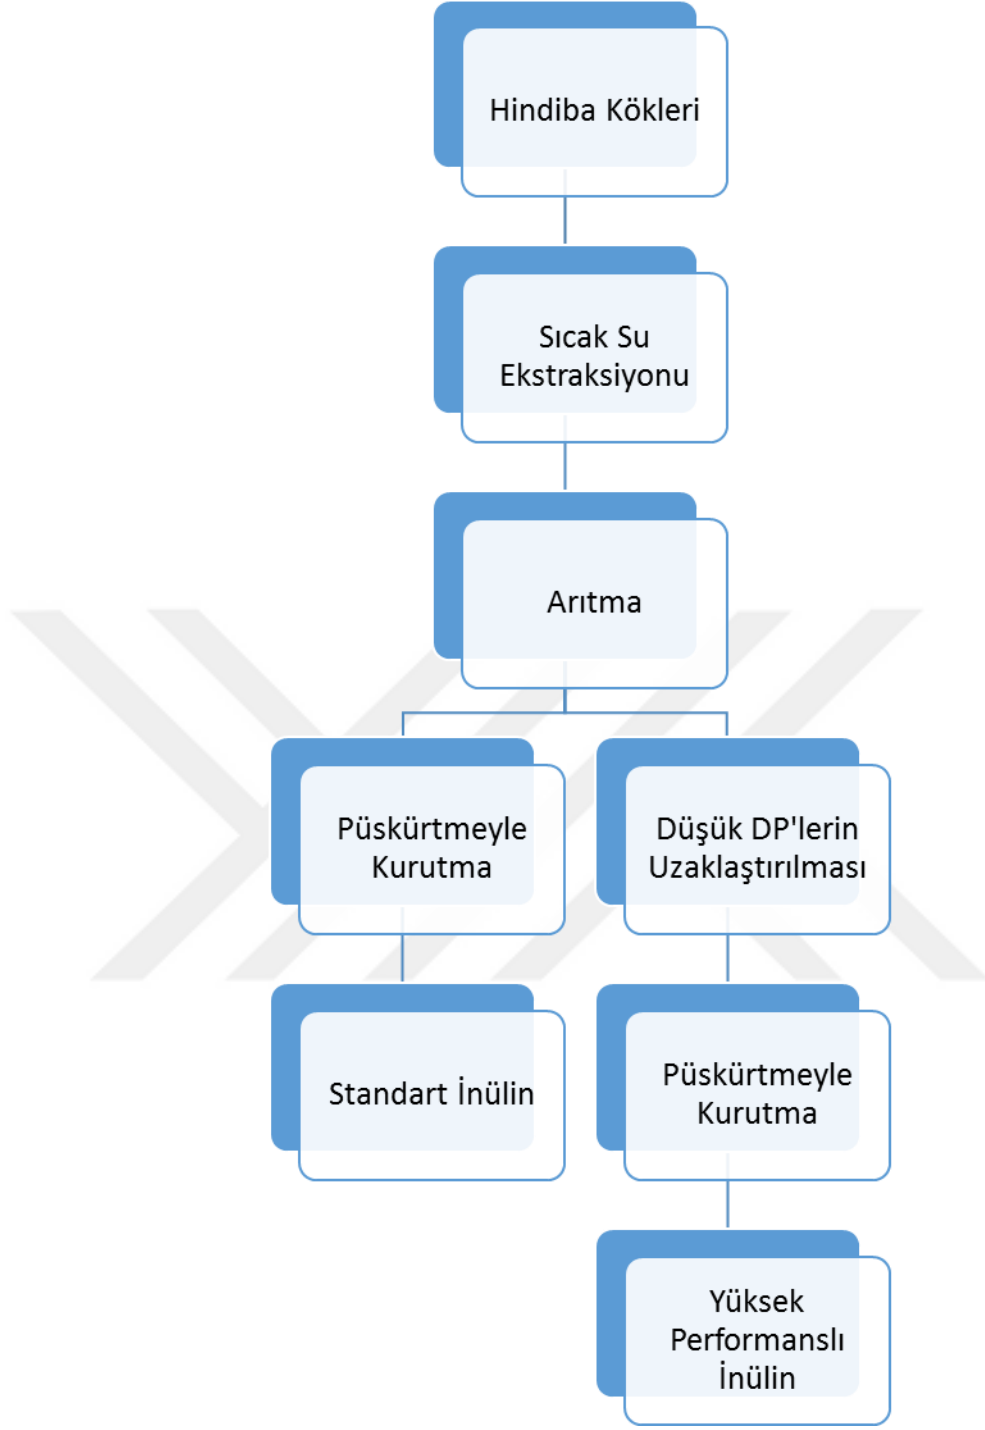 Hindiba Kökleri
Sıcak Su
Ekstraksiyonu
Arıtma
Püskürtmeyle
Kurutma
Düşük DP'lerin
Uzaklaştırılması
Standart İnülin
Püskürtmeyle
Kurutma
Yüksek
Performanslı
İnülin